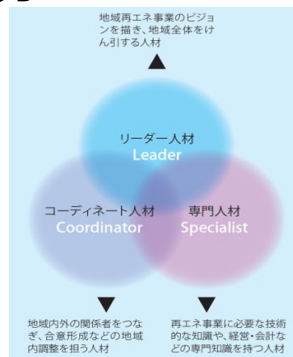 地域再エネ事業のビジョ
ンを描き、地域全体をけ
ん引する人材
リーダー人材
Leader
コーディネート人材
Coordinator
専門人材
Specialist
地域内外の関係者をつな
ぎ、合意形成などの地域
内調整を担う人材
再エネ事業に必要な技術
的な知識や、経営・会計な
どの専門知識を持つ人材